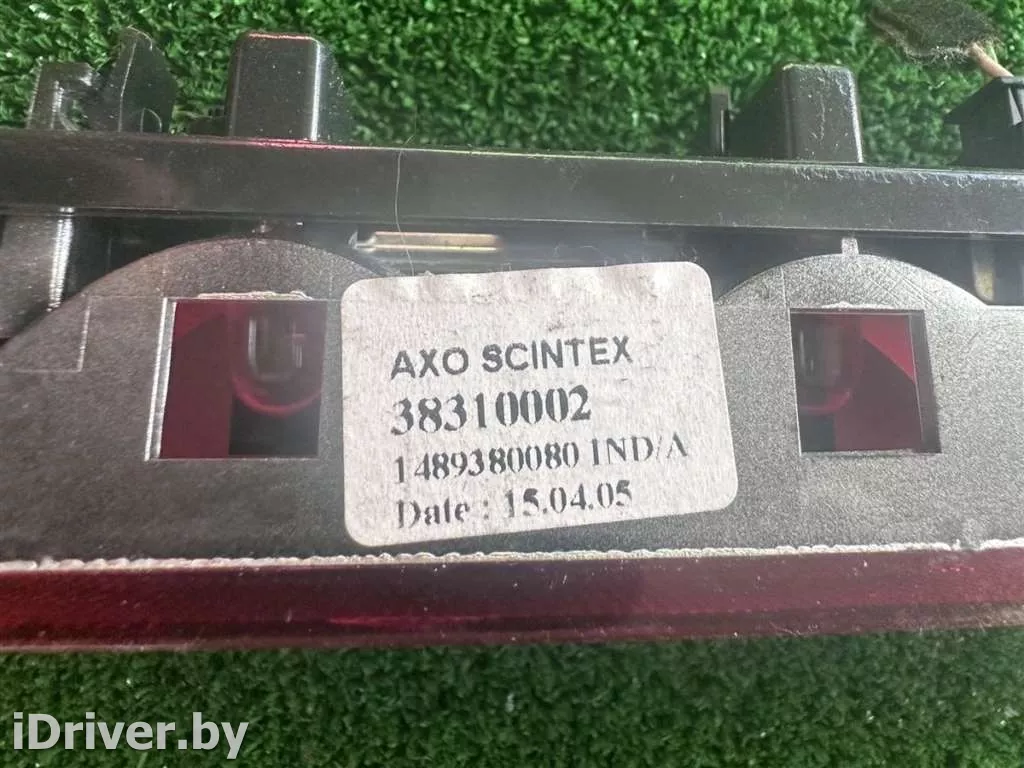 AXO SCINTEX
38310002
1489380080 IND/A
Date : 15.04.05
iDriver.by